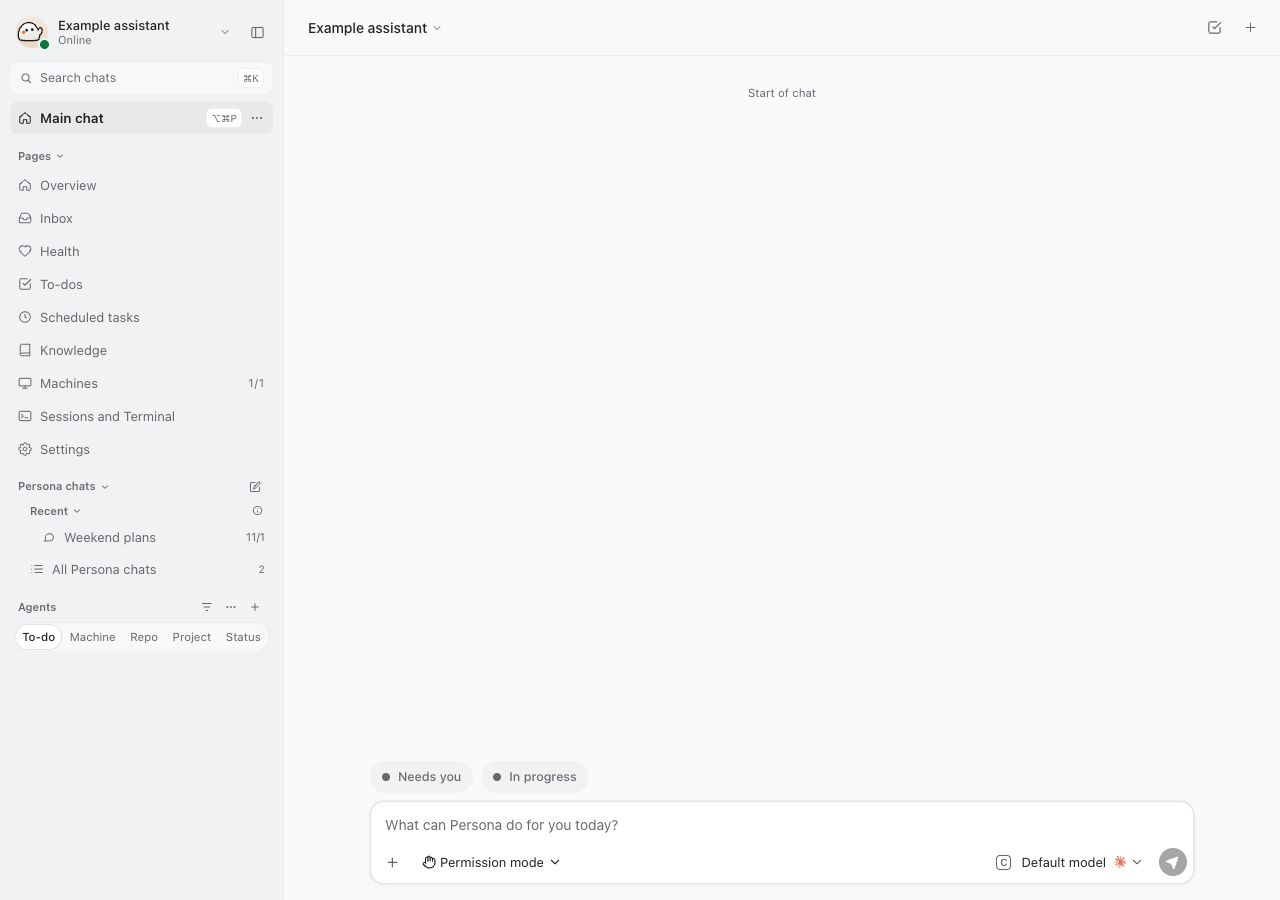 Example assistant
Online
Search chats ⌘K
Main chat ⌥⌘P
Pages
Overview
Inbox
Health
To-dos
Scheduled tasks
Knowledge
Machines 1/1
Sessions and Terminal
Settings
Persona chats
Recent
Weekend plans 11/1
All Persona chats 2
Agents
To-do Machine Repo Project Status
Example assistant
Start of chat
Needs you In progress
What can Persona do for you today?
Permission mode C Default model